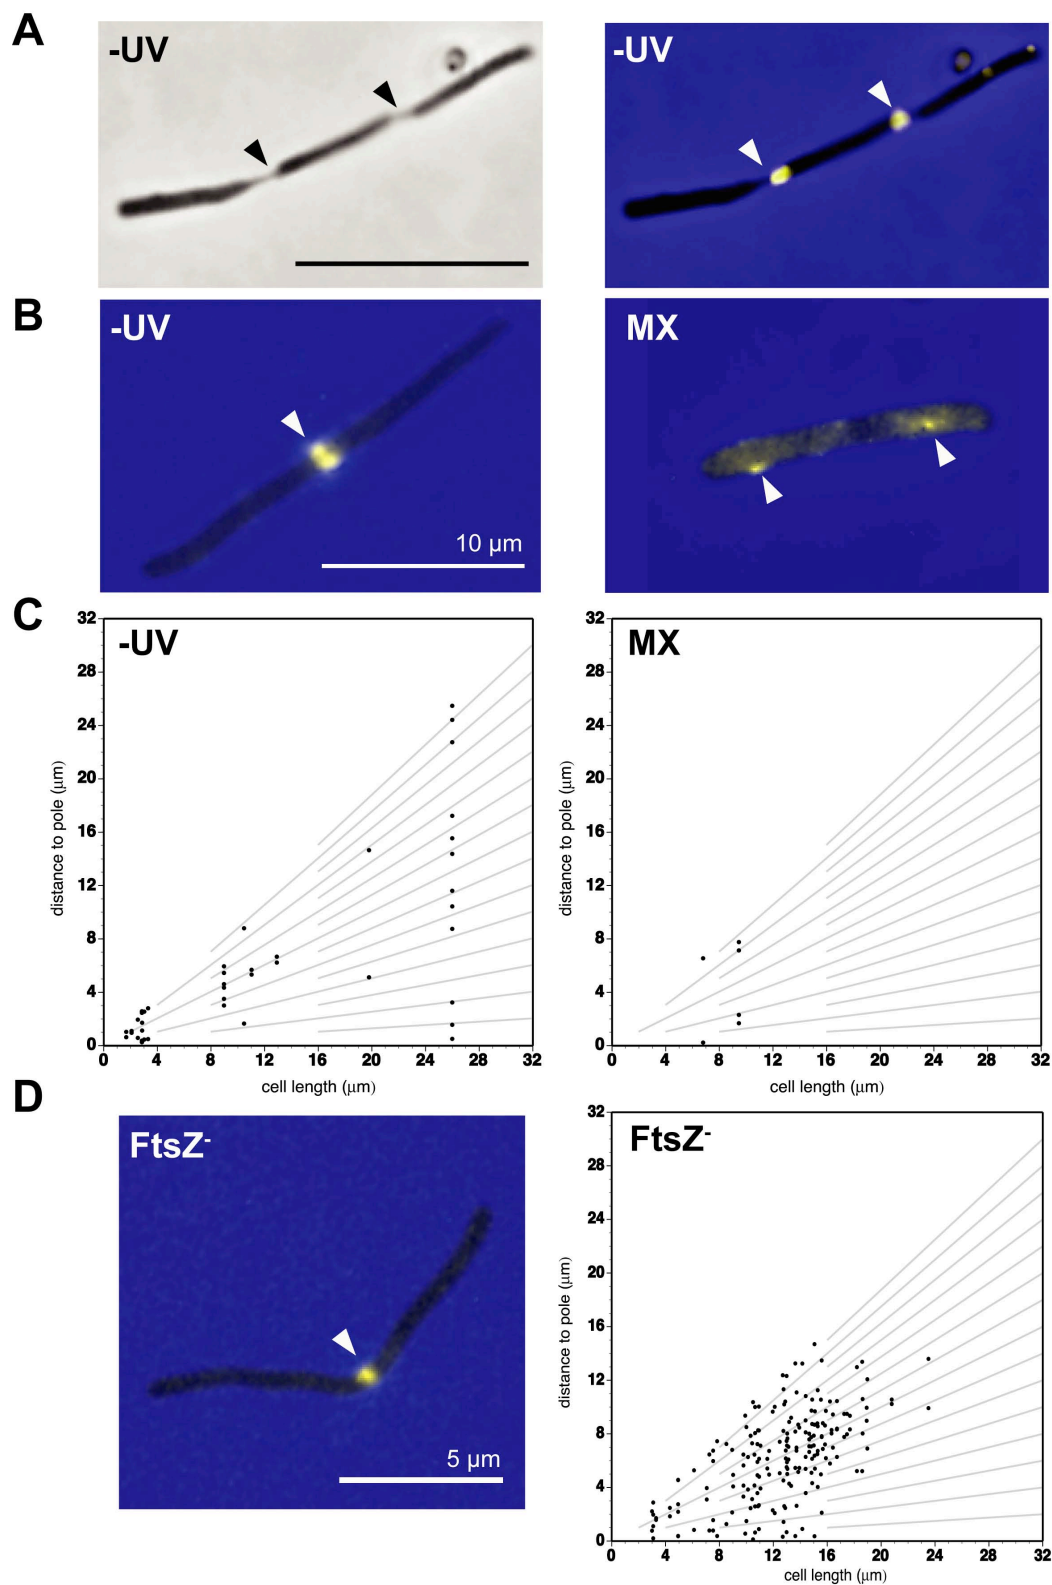 A
-UV
-UV
B
-UV
MX
10 μm
C
-UV
MX
32
28
24
20
16
12
8
4
0
distance to pole (μm)
0 4 8 12 16 20 24 28 32
cell length (μm)
32
28
24
20
16
12
8
4
0
distance to pole (μm)
0 4 8 12 16 20 24 28 32
cell length (μm)
D
FtsZ-
5 μm
FtsZ-
32
28
24
20
16
12
8
4
0
distance to pole (μm)
0 4 8 12 16 20 24 28 32
cell length (μm)